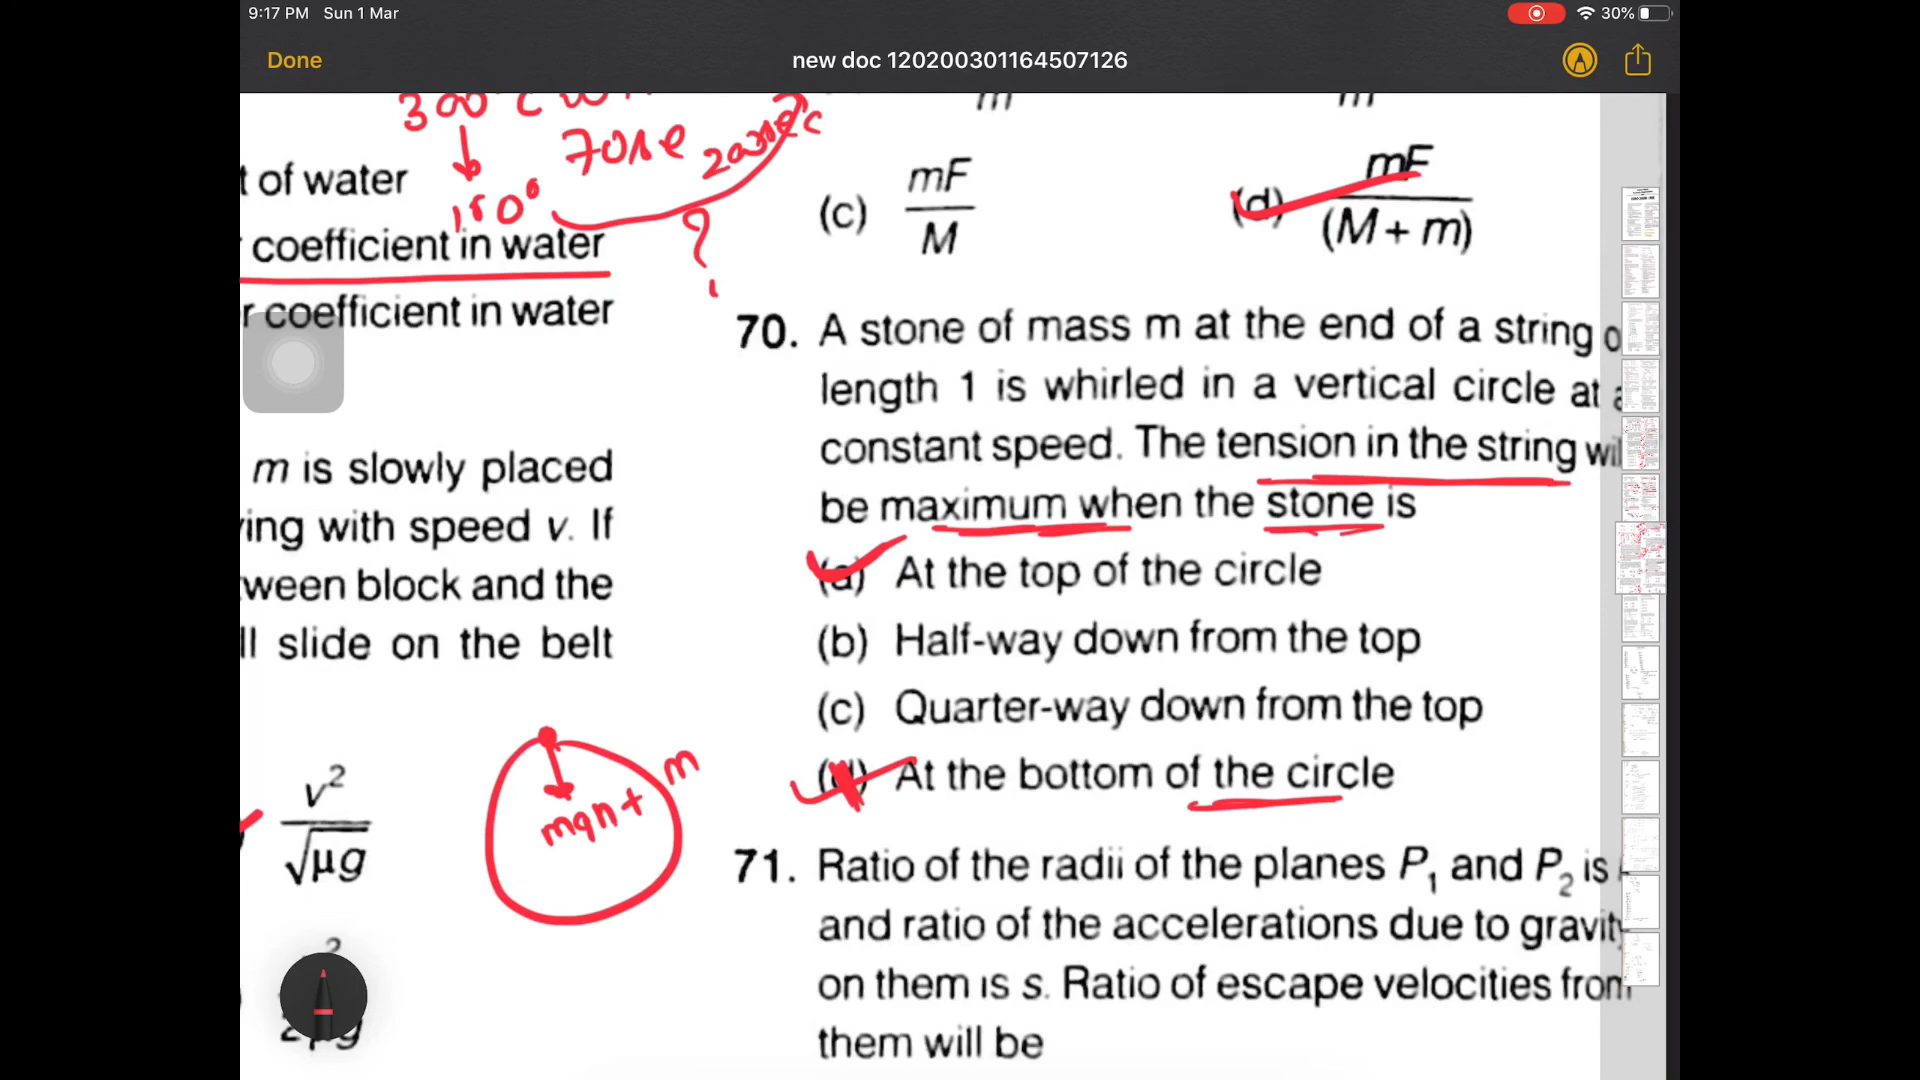 9:17 PM Sun 1 Mar
30%
Done
new doc 120200301164507126
300°C
zone
150°
?
t of water
coefficient in water
r coefficient in water
m is slowly placed
ing with speed v. If
ween block and the
ll slide on the belt
v²
√μg
2
2μg
mqn+
m
m
m
(c) mF
M
(d) mF
(M + m)
70. A stone of mass m at the end of a string o
length 1 is whirled in a vertical circle at a
constant speed. The tension in the string wil
be maximum when the stone is
(a) At the top of the circle
(b) Half-way down from the top
(c) Quarter-way down from the top
(d) At the bottom of the circle
71. Ratio of the radii of the planes P₁ and P₂ is
and ratio of the accelerations due to gravity
on them is s. Ratio of escape velocities from
them will be